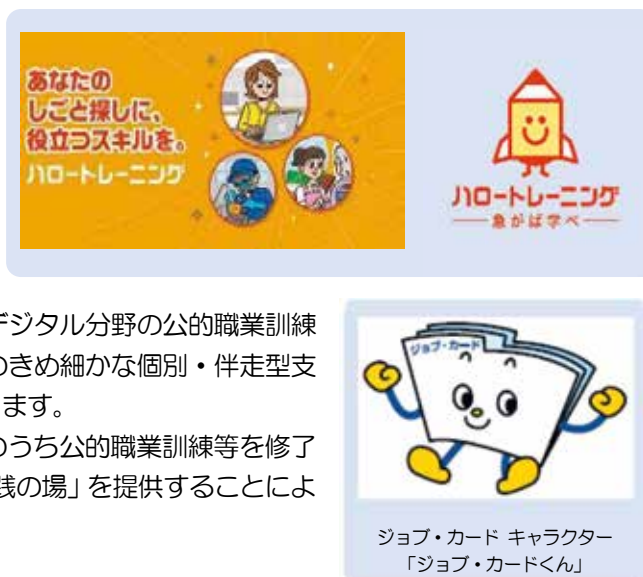 あなたの
しごと探しに、
役立つスキルを。
ハロートレーニング
ハロートレーニング
急がば学べ
デジタル分野の公的職業訓練
のきめ細かな個別・伴走型支
ます。
のうち公的職業訓練等を修了
践の場」を提供することによ
ジョブ・カード
ジョブ・カード キャラクター
「ジョブ・カードくん」